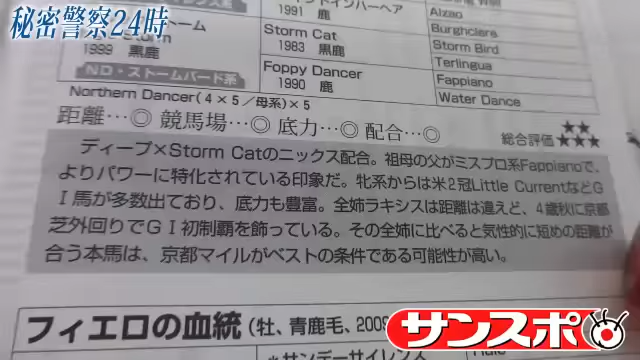 秘密警察24時
1991 鹿
Alzao
Burghclere
1999 黒鹿
Storm Cat
1983 鹿
Storm Bird
Terlingua
ND・ストームバード系
Foppy Dancer
1990 鹿
Fappiano
Water Dance
Northern Dancer(4×5/母系)×5
距離…◎ 競馬場…◎ 底力…◎ 配合…◎ 総合評価 ★★★★★
ディープ×Storm Catのニックス配合。祖母の父がミスプロ系Fappianoで、
よりパワーに特化されている印象だ。牝系からは米2冠Little CurrentなどG
Ⅰ馬が多数出ており、底力も豊富。全姉ラキシスは距離は違えど、4歳秋に京都
芝外回りでGⅠ初制覇を飾っている。その全姉に比べると気性的に短めの距離が
合う本馬は、京都マイルがベストの条件である可能性が高い。
フィエロの血統(牡、青鹿毛、2009
サンスポ
*サンデーサイレンス